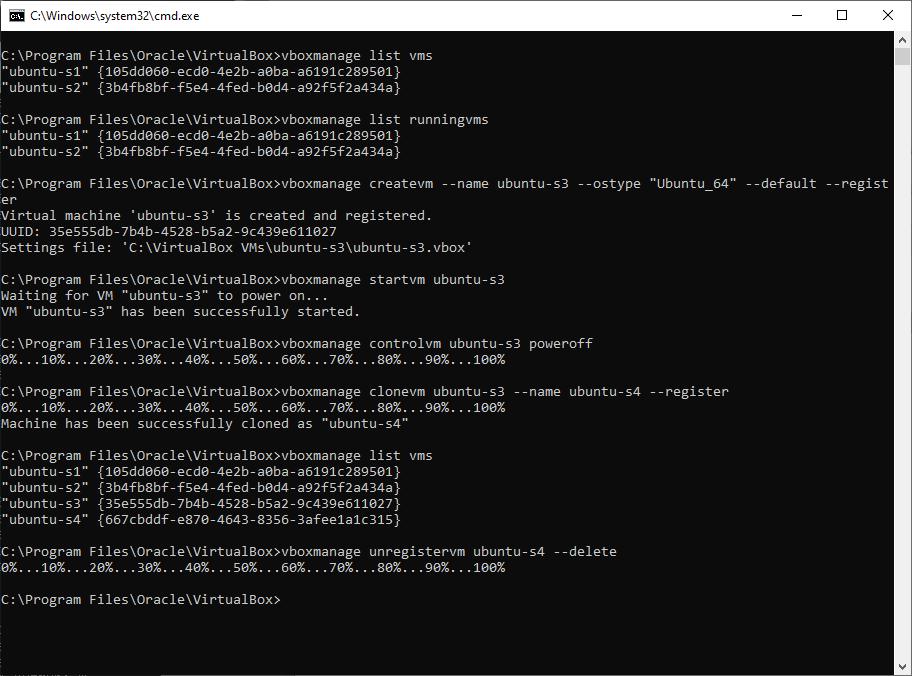 C:\Windows\system32\cmd.exe
C:\Program Files\Oracle\VirtualBox>vboxmanage list vms
"ubuntu-s1" {105dd060-ecd0-4e2b-a0ba-a6191c289501}
"ubuntu-s2" {3b4fb8bf-f5e4-4fed-b0d4-a92f5f2a434a}
C:\Program Files\Oracle\VirtualBox>vboxmanage list runningvms
"ubuntu-s1" {105dd060-ecd0-4e2b-a0ba-a6191c289501}
"ubuntu-s2" {3b4fb8bf-f5e4-4fed-b0d4-a92f5f2a434a}
C:\Program Files\Oracle\VirtualBox>vboxmanage createvm --name ubuntu-s3 --ostype "Ubuntu_64" --default --regist
er
Virtual machine 'ubuntu-s3' is created and registered.
UUID: 35e555db-7b4b-4528-b5a2-9c439e611027
Settings file: 'C:\VirtualBox VMs\ubuntu-s3\ubuntu-s3.vbox'
C:\Program Files\Oracle\VirtualBox>vboxmanage startvm ubuntu-s3
Waiting for VM "ubuntu-s3" to power on...
VM "ubuntu-s3" has been successfully started.
C:\Program Files\Oracle\VirtualBox>vboxmanage controlvm ubuntu-s3 poweroff
0%...10%...20%...30%...40%...50%...60%...70%...80%...90%...100%
C:\Program Files\Oracle\VirtualBox>vboxmanage clonevm ubuntu-s3 --name ubuntu-s4 --register
0%...10%...20%...30%...40%...50%...60%...70%...80%...90%...100%
Machine has been successfully cloned as "ubuntu-s4"
C:\Program Files\Oracle\VirtualBox>vboxmanage list vms
"ubuntu-s1" {105dd060-ecd0-4e2b-a0ba-a6191c289501}
"ubuntu-s2" {3b4fb8bf-f5e4-4fed-b0d4-a92f5f2a434a}
"ubuntu-s3" {35e555db-7b4b-4528-b5a2-9c439e611027}
"ubuntu-s4" {667cbddf-e870-4643-8356-3afee1a1c315}
C:\Program Files\Oracle\VirtualBox>vboxmanage unregistervm ubuntu-s4 --delete
0%...10%...20%...30%...40%...50%...60%...70%...80%...90%...100%
C:\Program Files\Oracle\VirtualBox>